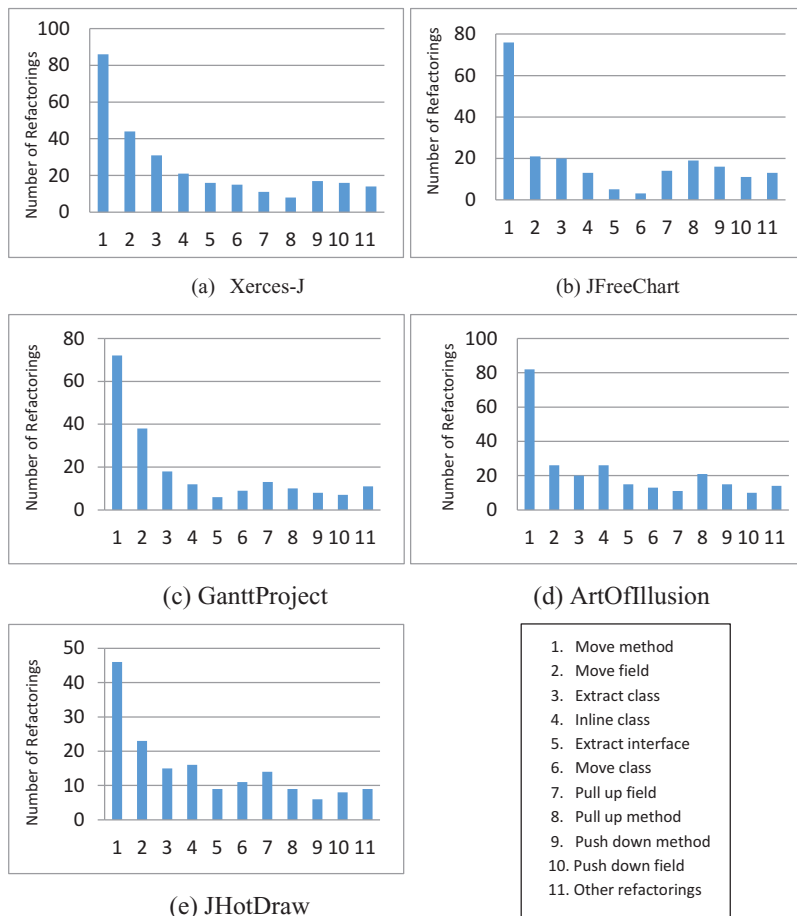 Number of Refactorings
100
80
60
40
20
0
1 2 3 4 5 6 7 8 9 10 11
(a) Xerces-J
Number of Refactorings
80
60
40
20
0
1 2 3 4 5 6 7 8 9 10 11
(b) JFreeChart
Number of Refactorings
80
60
40
20
0
1 2 3 4 5 6 7 8 9 10 11
(c) GanttProject
Number of Refactorings
100
80
60
40
20
0
1 2 3 4 5 6 7 8 9 10 11
(d) ArtOfIllusion
Number of Refactorings
50
40
30
20
10
0
1 2 3 4 5 6 7 8 9 10 11
(e) JHotDraw
1. Move method
2. Move field
3. Extract class
4. Inline class
5. Extract interface
6. Move class
7. Pull up field
8. Pull up method
9. Push down method
10. Push down field
11. Other refactorings